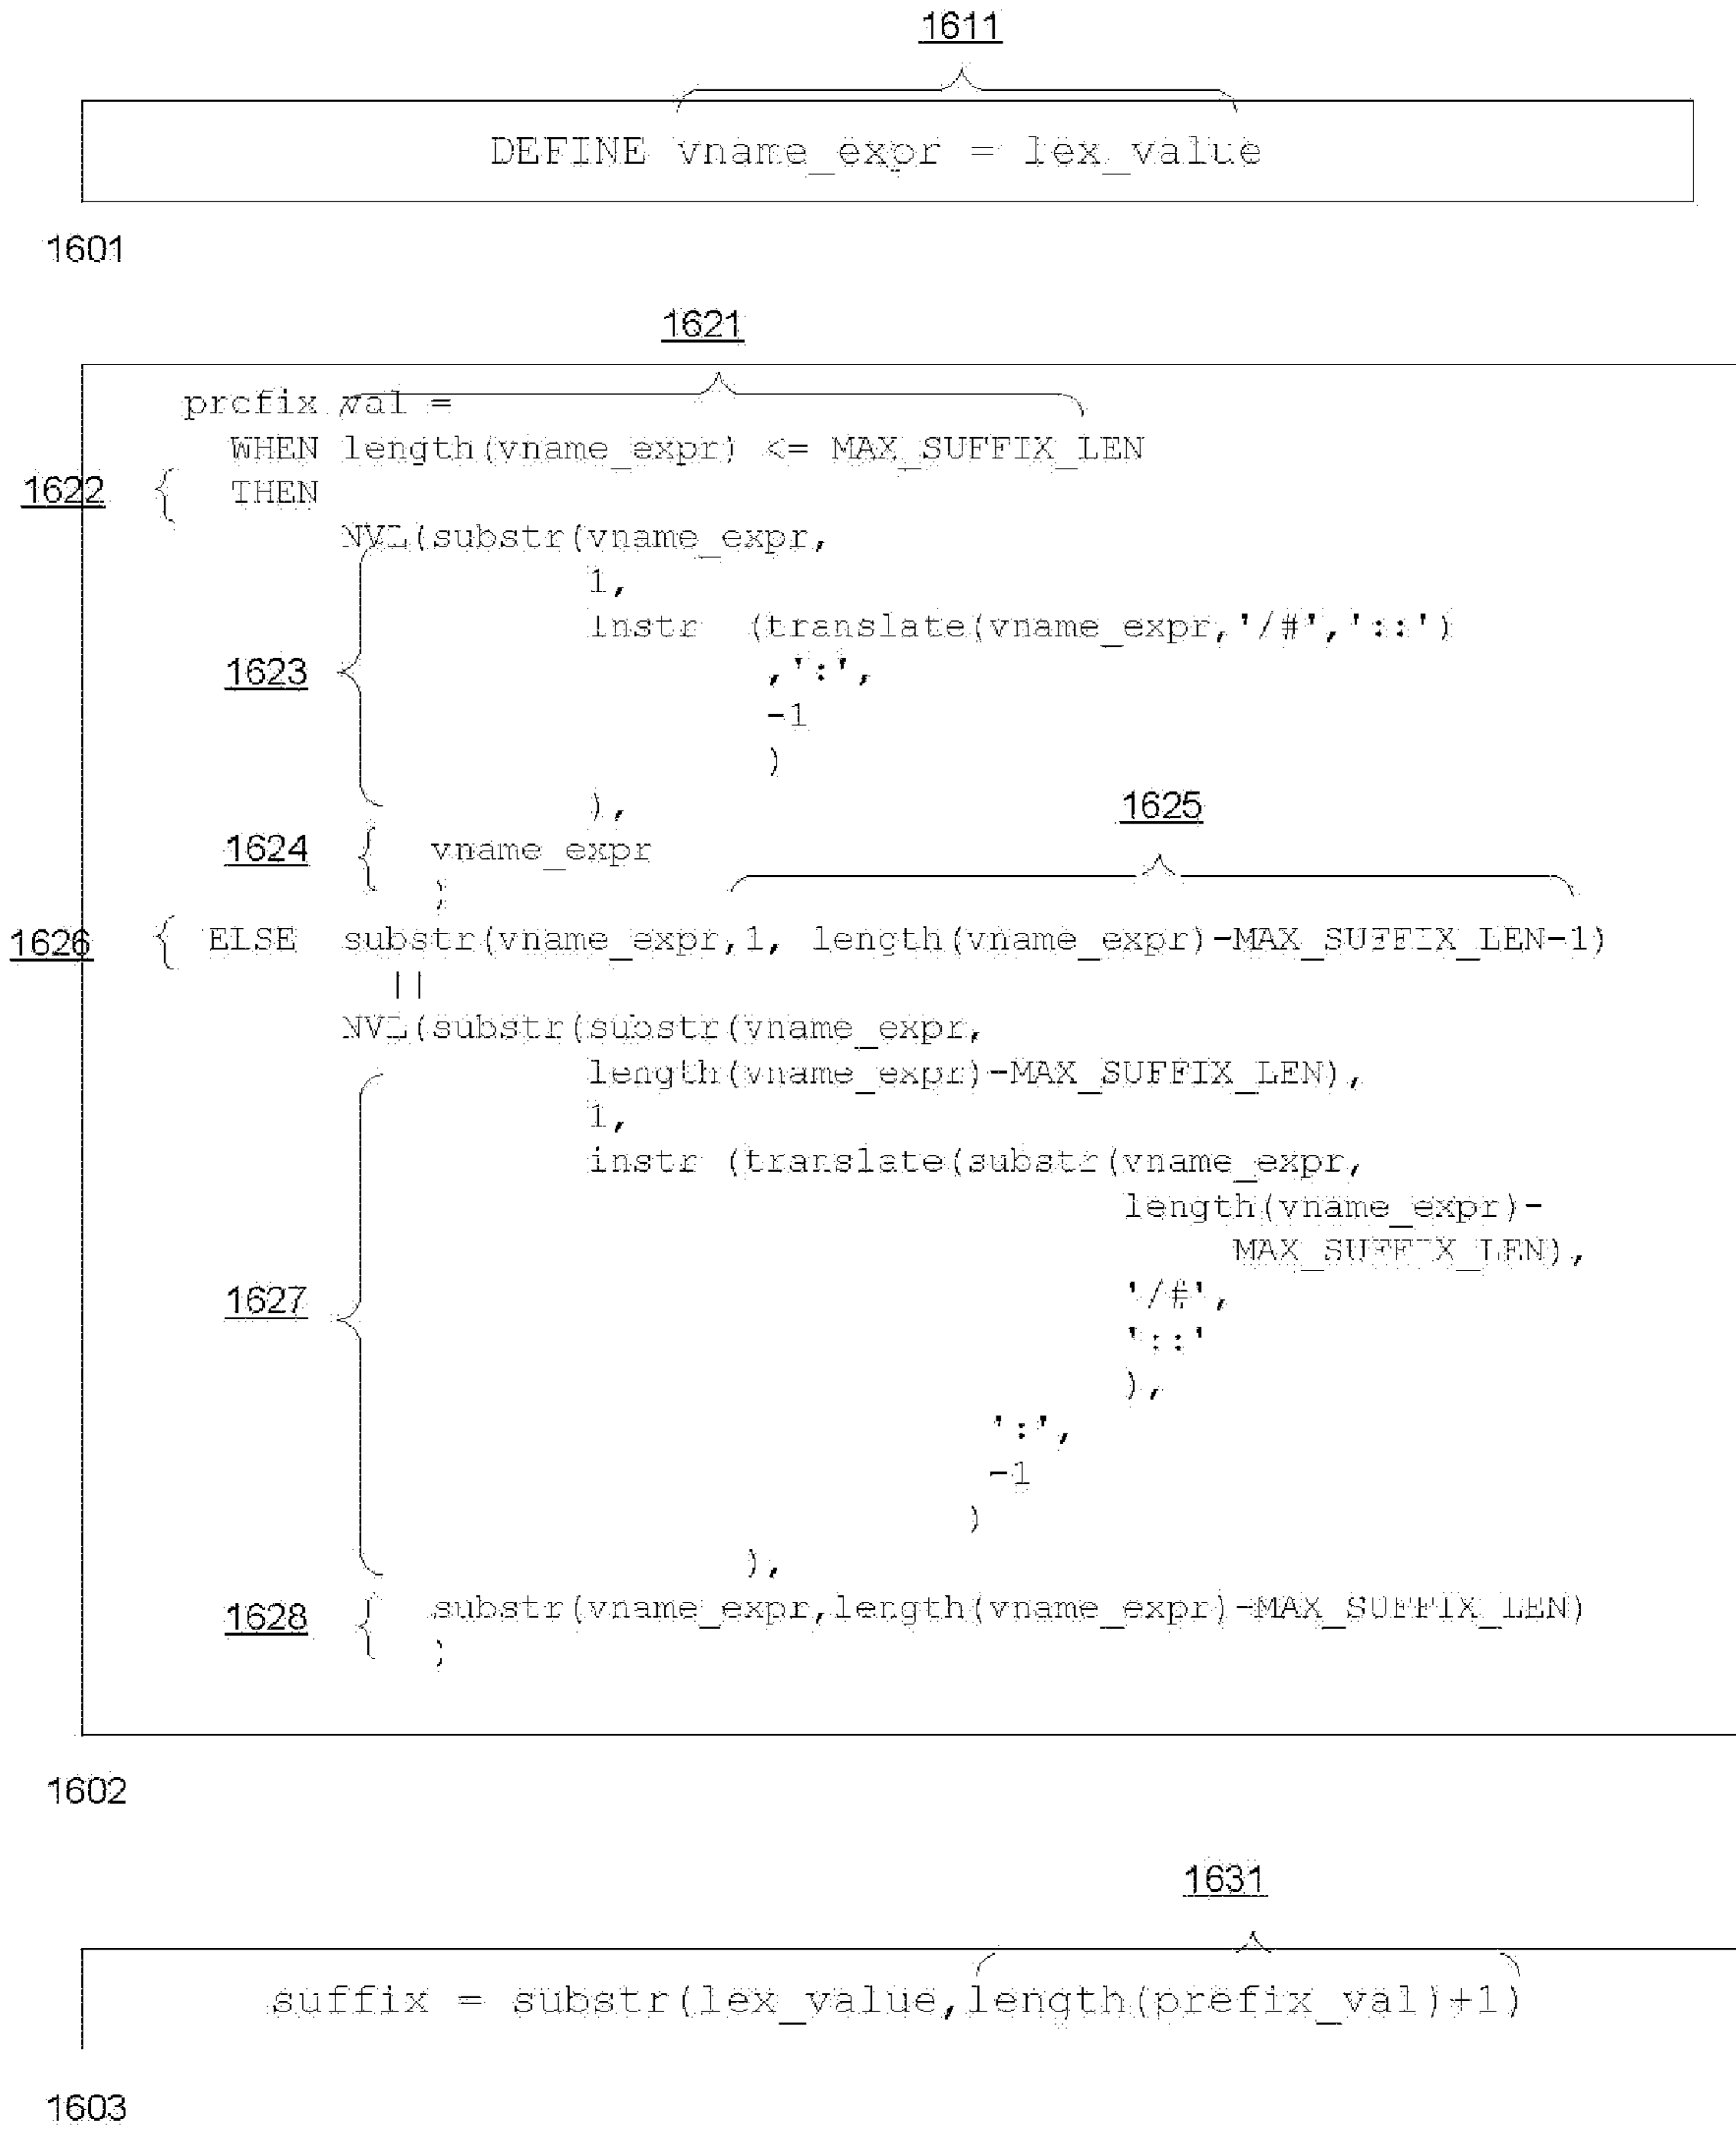 1611
DEFINE vname_expr = lex_value
1601
1621
prefix val =
WHEN length(vname_expr) <= MAX_SUFFIX_LEN
1622 { THEN
NVL(substr(vname_expr,
1,
instr (translate(vname_expr,'/#','::')
1623
,':',
-1
)
),
1625
1624 { vname_expr
)
1626 { ELSE substr(vname_expr,1, length(vname_expr)-MAX_SUFFIX_LEN-1)
||
NVL(substr(substr(vname_expr,
length(vname_expr)-MAX_SUFFIX_LEN),
1,
instr (translate(substr(vname_expr,
length(vname_expr)-
MAX_SUFFIX_LEN),
1627
'/#',
'::'
),
':',
-1
)
),
1628 { substr(vname_expr,length(vname_expr)-MAX_SUFFIX_LEN)
)
1602
1631
suffix = substr(lex_value,length(prefix_val)+1)
1603